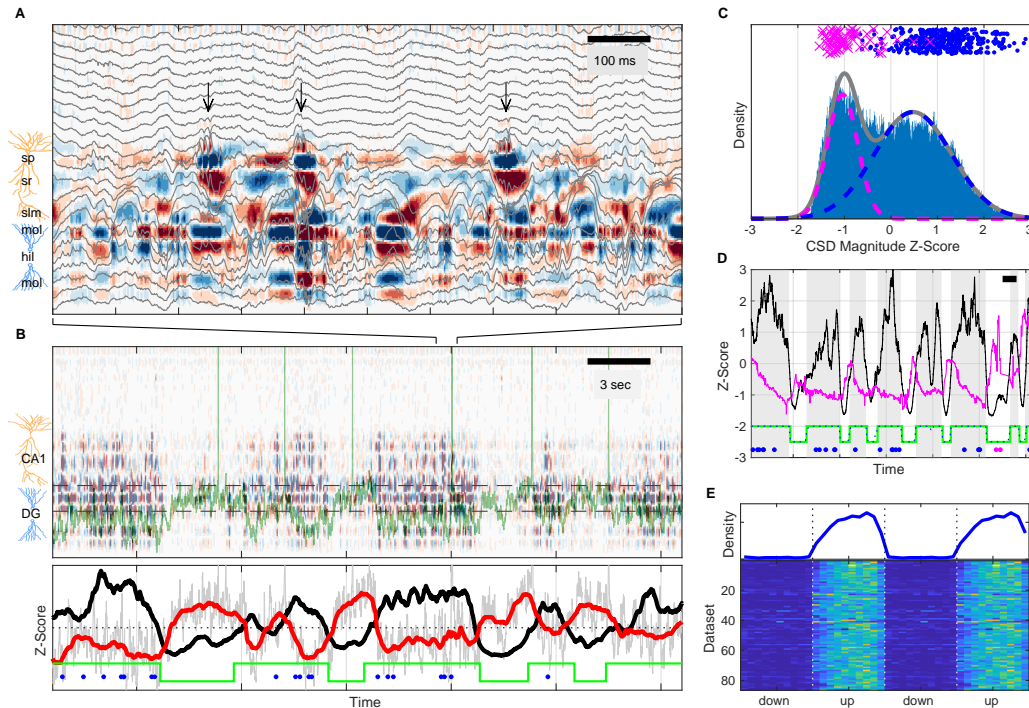 A
100 ms
sp
sr
slm
mol
hil
mol
B
3 sec
CA1
DG
Z-Score
Time
C
Density
-3 -2 -1 0 1 2 3
CSD Magnitude Z-Score
D
3
2
1
0
-1
-2
-3
Z-Score
Time
E
Density
20
40
60
80
Dataset
down up down up